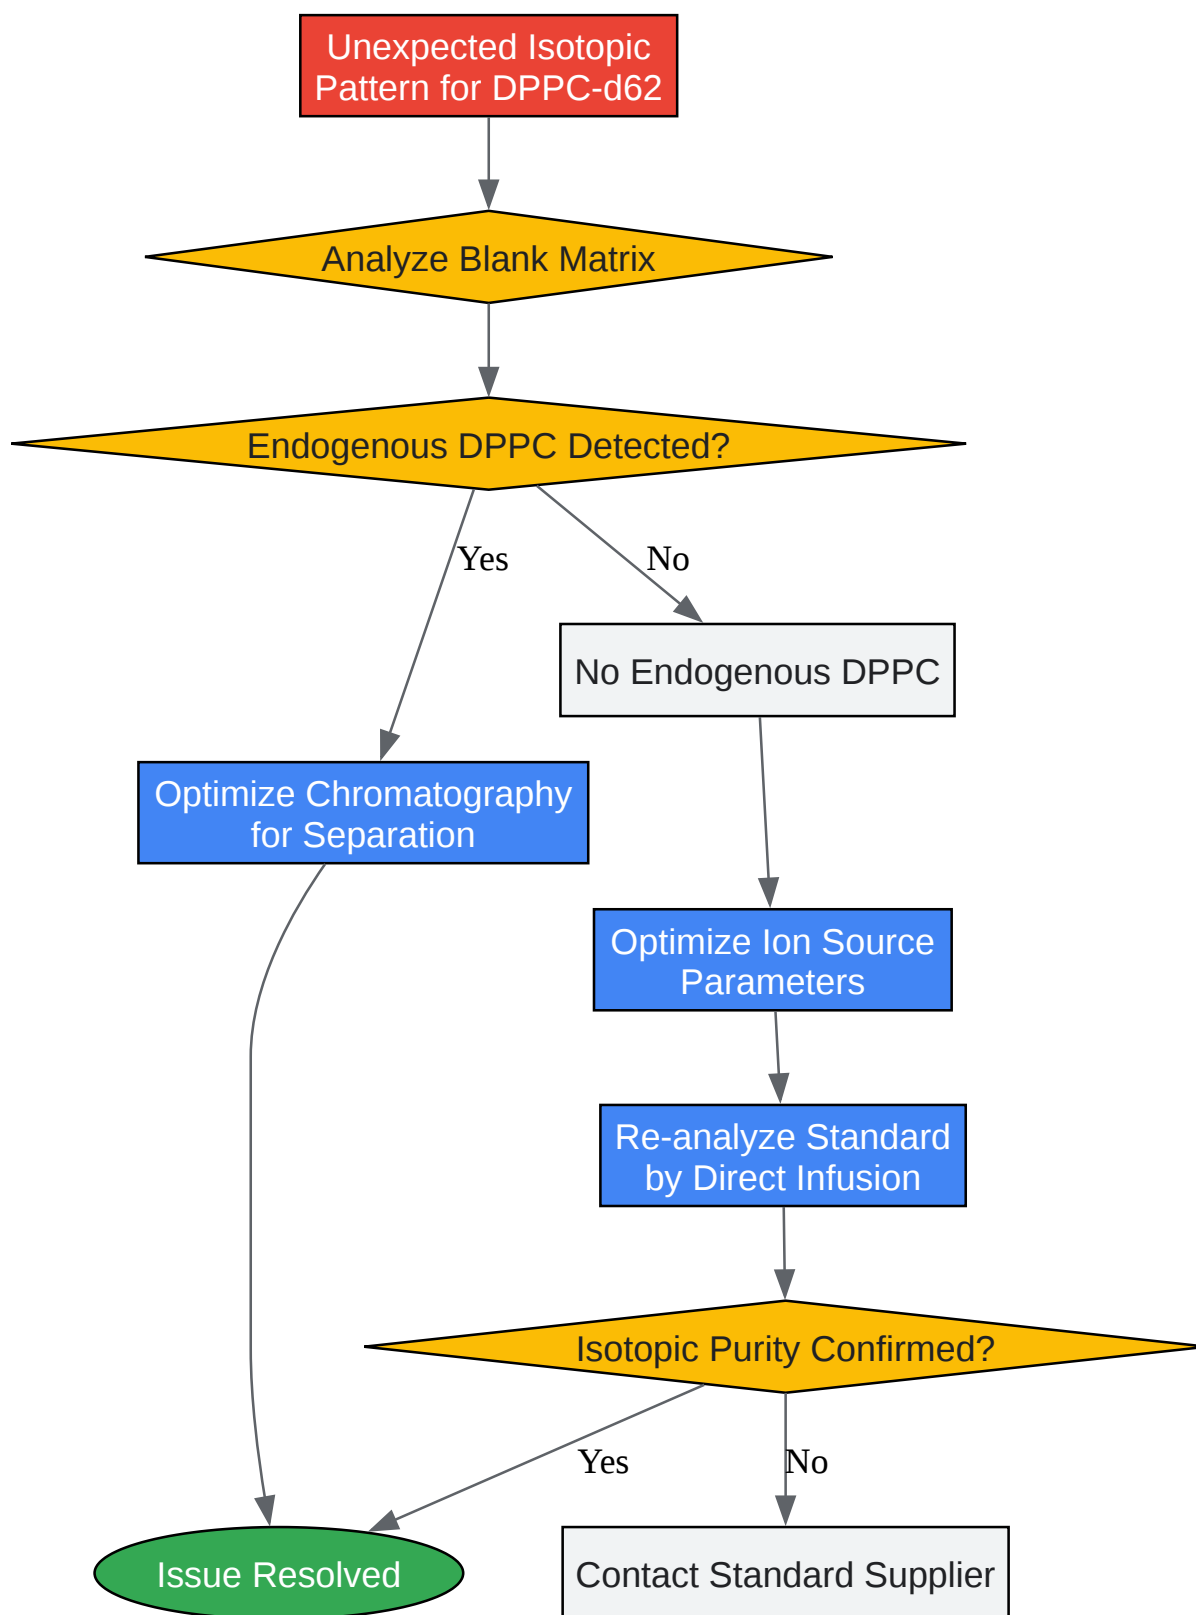 Unexpected Isotopic
Pattern for DPPC-d62
Analyze Blank Matrix
Endogenous DPPC Detected?
Yes
No
No Endogenous DPPC
Optimize Chromatography
for Separation
Optimize Ion Source
Parameters
Re-analyze Standard
by Direct Infusion
Isotopic Purity Confirmed?
Yes
No
Issue Resolved
Contact Standard Supplier